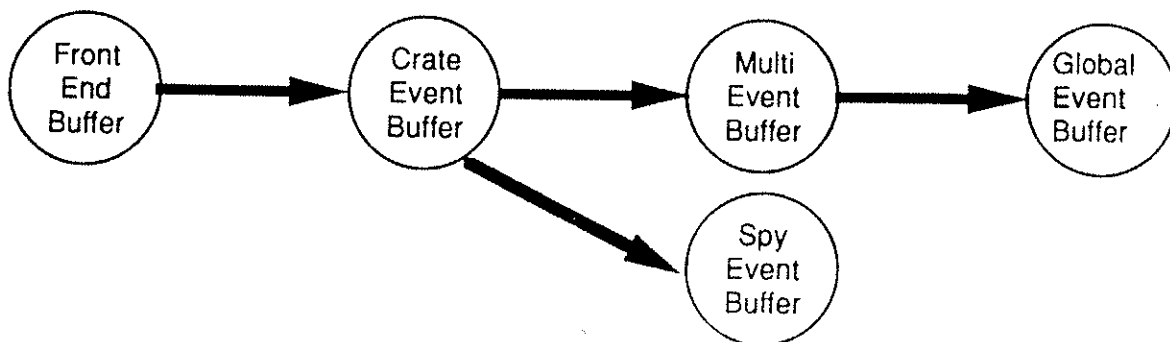 Front
End
Buffer
Crate
Event
Buffer
Multi
Event
Buffer
Global
Event
Buffer
Spy
Event
Buffer